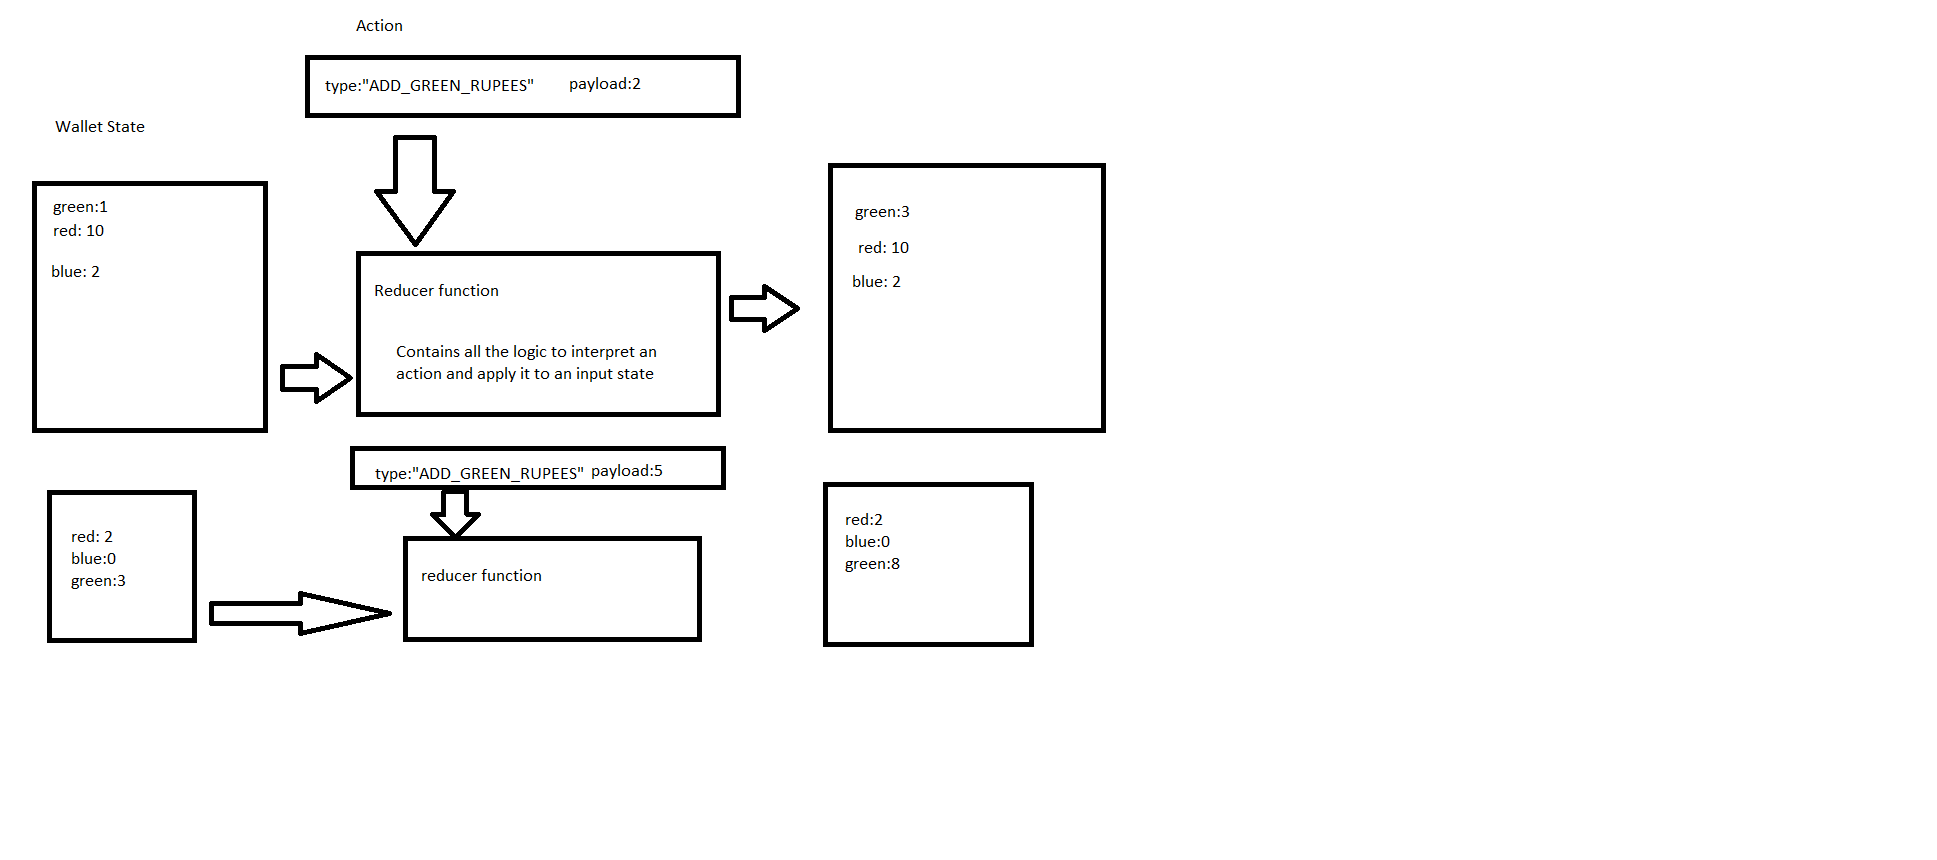 Action
type:"ADD_GREEN_RUPEES" payload:2
Wallet State
green:1
red: 10
blue: 2
Reducer function
Contains all the logic to interpret an
action and apply it to an input state
green:3
red: 10
blue: 2
type:"ADD_GREEN_RUPEES" payload:5
red: 2
blue:0
green:3
reducer function
red:2
blue:0
green:8